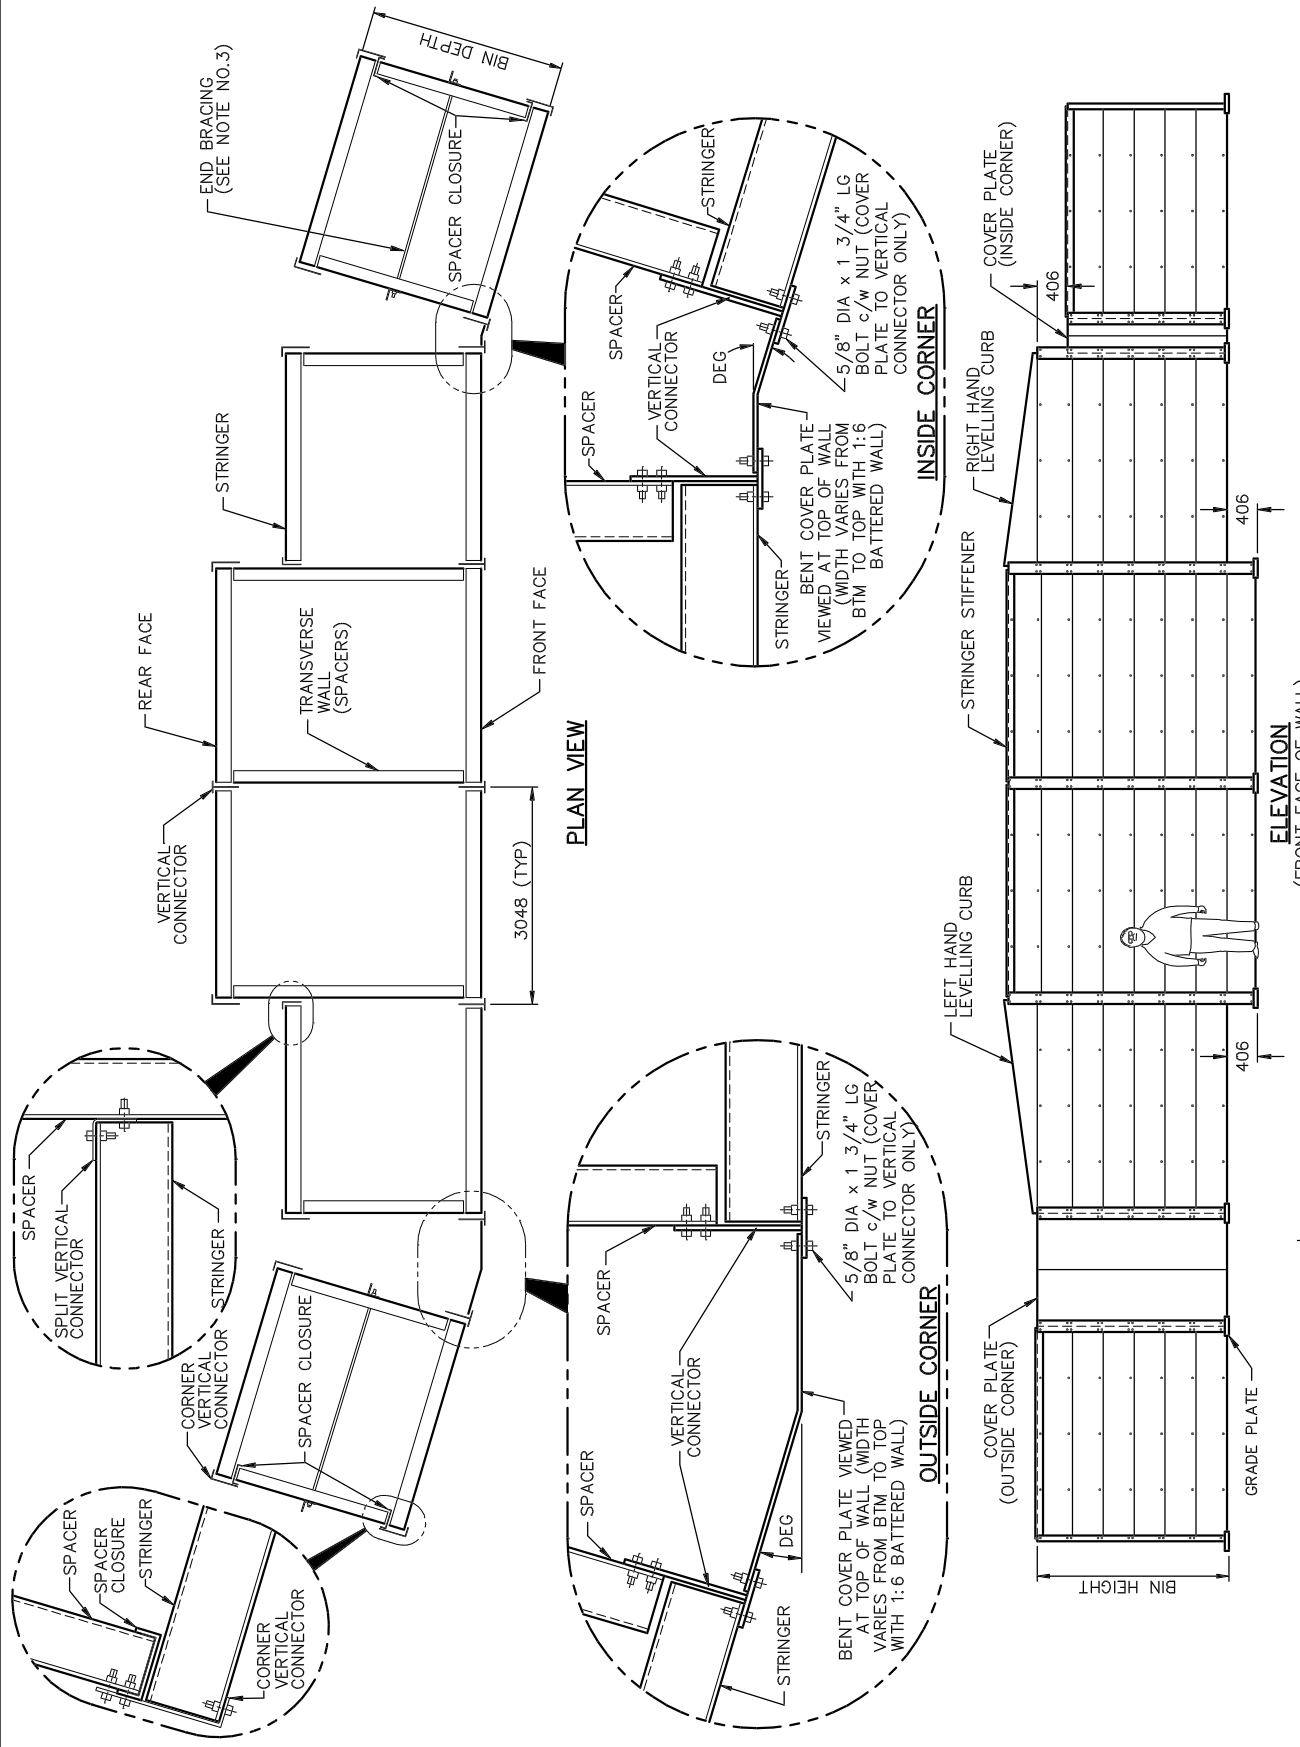 END BRACING
(SEE NOTE NO.3)
BIN DEPTH
SPACER CLOSURE
STRINGER
REAR FACE
TRANSVERSE
WALL
(SPACERS)
FRONT FACE
VERTICAL
CONNECTOR
3048 (TYP)
PLAN VIEW
SPACER
SPLIT VERTICAL
CONNECTOR
STRINGER
CORNER
VERTICAL
CONNECTOR
SPACER CLOSURE
SPACER
SPACER
CLOSURE
STRINGER
CORNER
VERTICAL
CONNECTOR
SPACER
SPACER
VERTICAL
CONNECTOR
STRINGER
STRINGER
DEG
5/8" DIA x 1 3/4" LG
BOLT c/w NUT (COVER
PLATE TO VERTICAL
CONNECTOR ONLY)
BENT COVER PLATE VIEWED
AT TOP OF WALL (WIDTH
VARIES FROM BTM TO TOP
WITH 1:6 BATTERED WALL)
OUTSIDE CORNER
SPACER
SPACER
STRINGER
VERTICAL
CONNECTOR
DEG
STRINGER
5/8" DIA x 1 3/4" LG
BOLT c/w NUT (COVER
PLATE TO VERTICAL
CONNECTOR ONLY)
BENT COVER PLATE
VIEWED AT TOP OF WALL
(WIDTH VARIES FROM
BTM TO TOP WITH 1:6
BATTERED WALL)
INSIDE CORNER
COVER PLATE
(OUTSIDE CORNER)
LEFT HAND
LEVELLING CURB
STRINGER STIFFENER
RIGHT HAND
LEVELLING CURB
COVER PLATE
(INSIDE CORNER)
406
406
406
BIN HEIGHT
GRADE PLATE
ELEVATION
(FRONT FACE OF WALL)